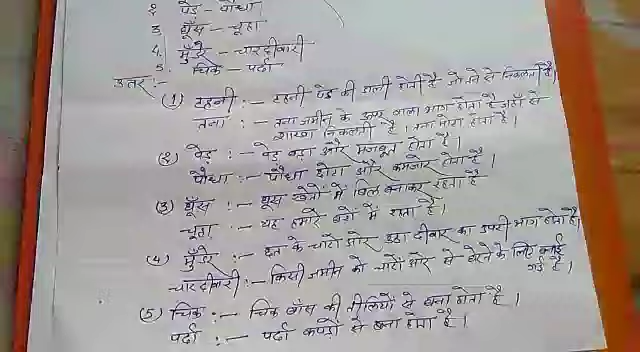 2. पेड़ - पौधा
3. घूँस - चूहा
4. मुँडेर - चारदीवारी
5. चिक - पर्दा
उत्तर :-
(1) टहनी :- टहनी पेड़ की डाली होती है जो तने से निकलती है।
तना :- तना जमीन के ऊपर वाला भाग होता है जहाँ से
शाखा निकलती है। तना मोटा होता है।
(2) पेड़ :- पेड़ बड़ा और मजबूत होता है।
पौधा :- पौधा छोटा और कमजोर होता है।
(3) घूँस :- घूस खेतों में बिल बनाकर रहता है
चूहा :- यह हमारे घरों में रहता है।
(4) मुँडेर :- छत के चारों ओर उठा दीवार का उपरी भाग होता है।
चारदीवारी :- किसी जमीन को चारों ओर से घेरने के लिए बनाई
गई है।
(5) चिक :- चिक बाँस की तीलियों से बना होता है।
पर्दा :- पर्दा कपड़ों से बना होता है।